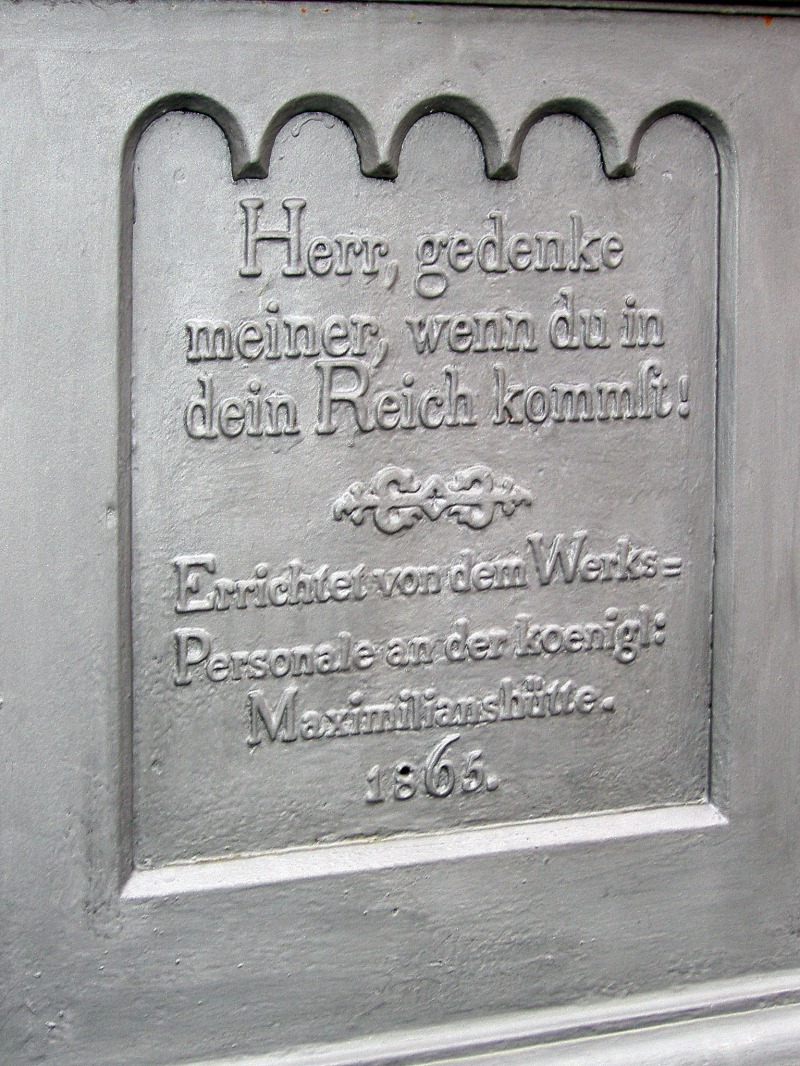 Herr, gedenke
meiner, wenn du in
dein Reich kommſt!
Errichtet von dem Werks=
Personale an der koenigl:
Maximilianshütte.
1865.